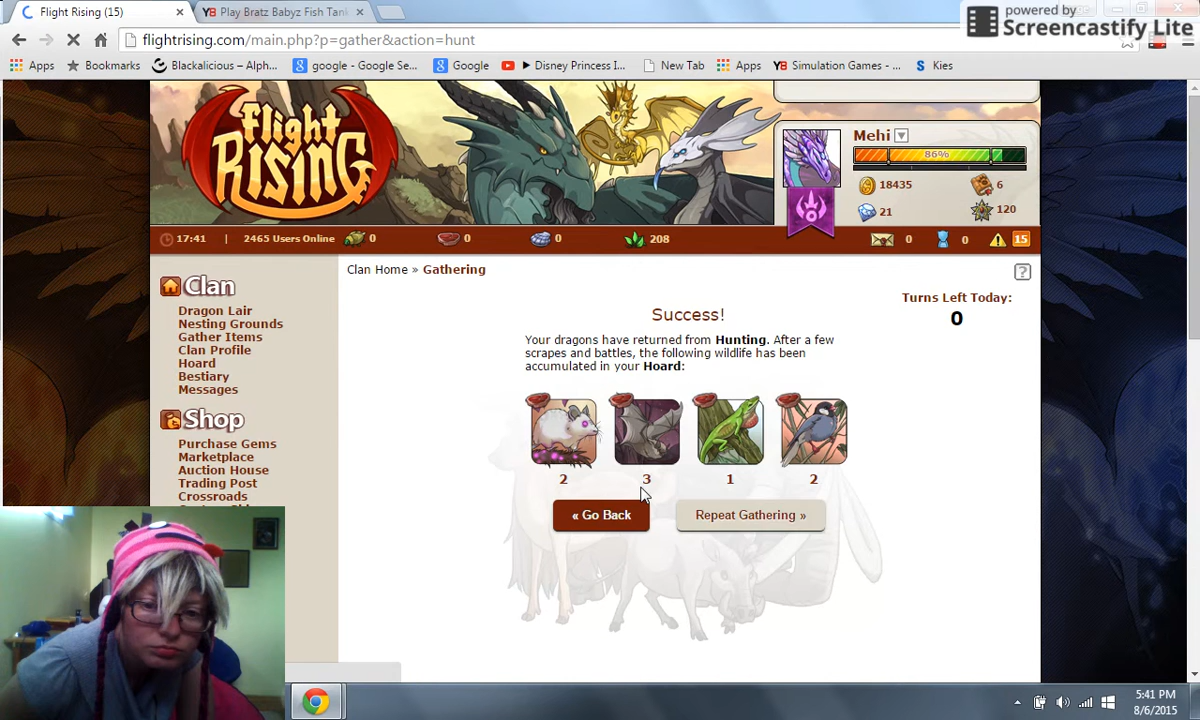 Flight Rising (15)
Play Bratz Babyz Fish Tank
powered by
Screencastify Lite
flightrising.com/main.php?p=gather&action=hunt
Apps
Bookmarks
Blackalicious – Alph...
google - Google Se...
Google
Disney Princess I...
New Tab
Apps
Simulation Games - ...
Kies
flight
RISING
Mehi
86%
18435
6
21
120
17:41 | 2465 Users Online
0
0
0
208
0
0
15
Clan Home » Gathering
?
Clan
Dragon Lair
Nesting Grounds
Gather Items
Clan Profile
Hoard
Bestiary
Messages
Shop
Purchase Gems
Marketplace
Auction House
Trading Post
Crossroads
Turns Left Today:
0
Success!
Your dragons have returned from Hunting. After a few
scrapes and battles, the following wildlife has been
accumulated in your Hoard:
2
3
1
2
« Go Back
Repeat Gathering »
5:41 PM
8/6/2015